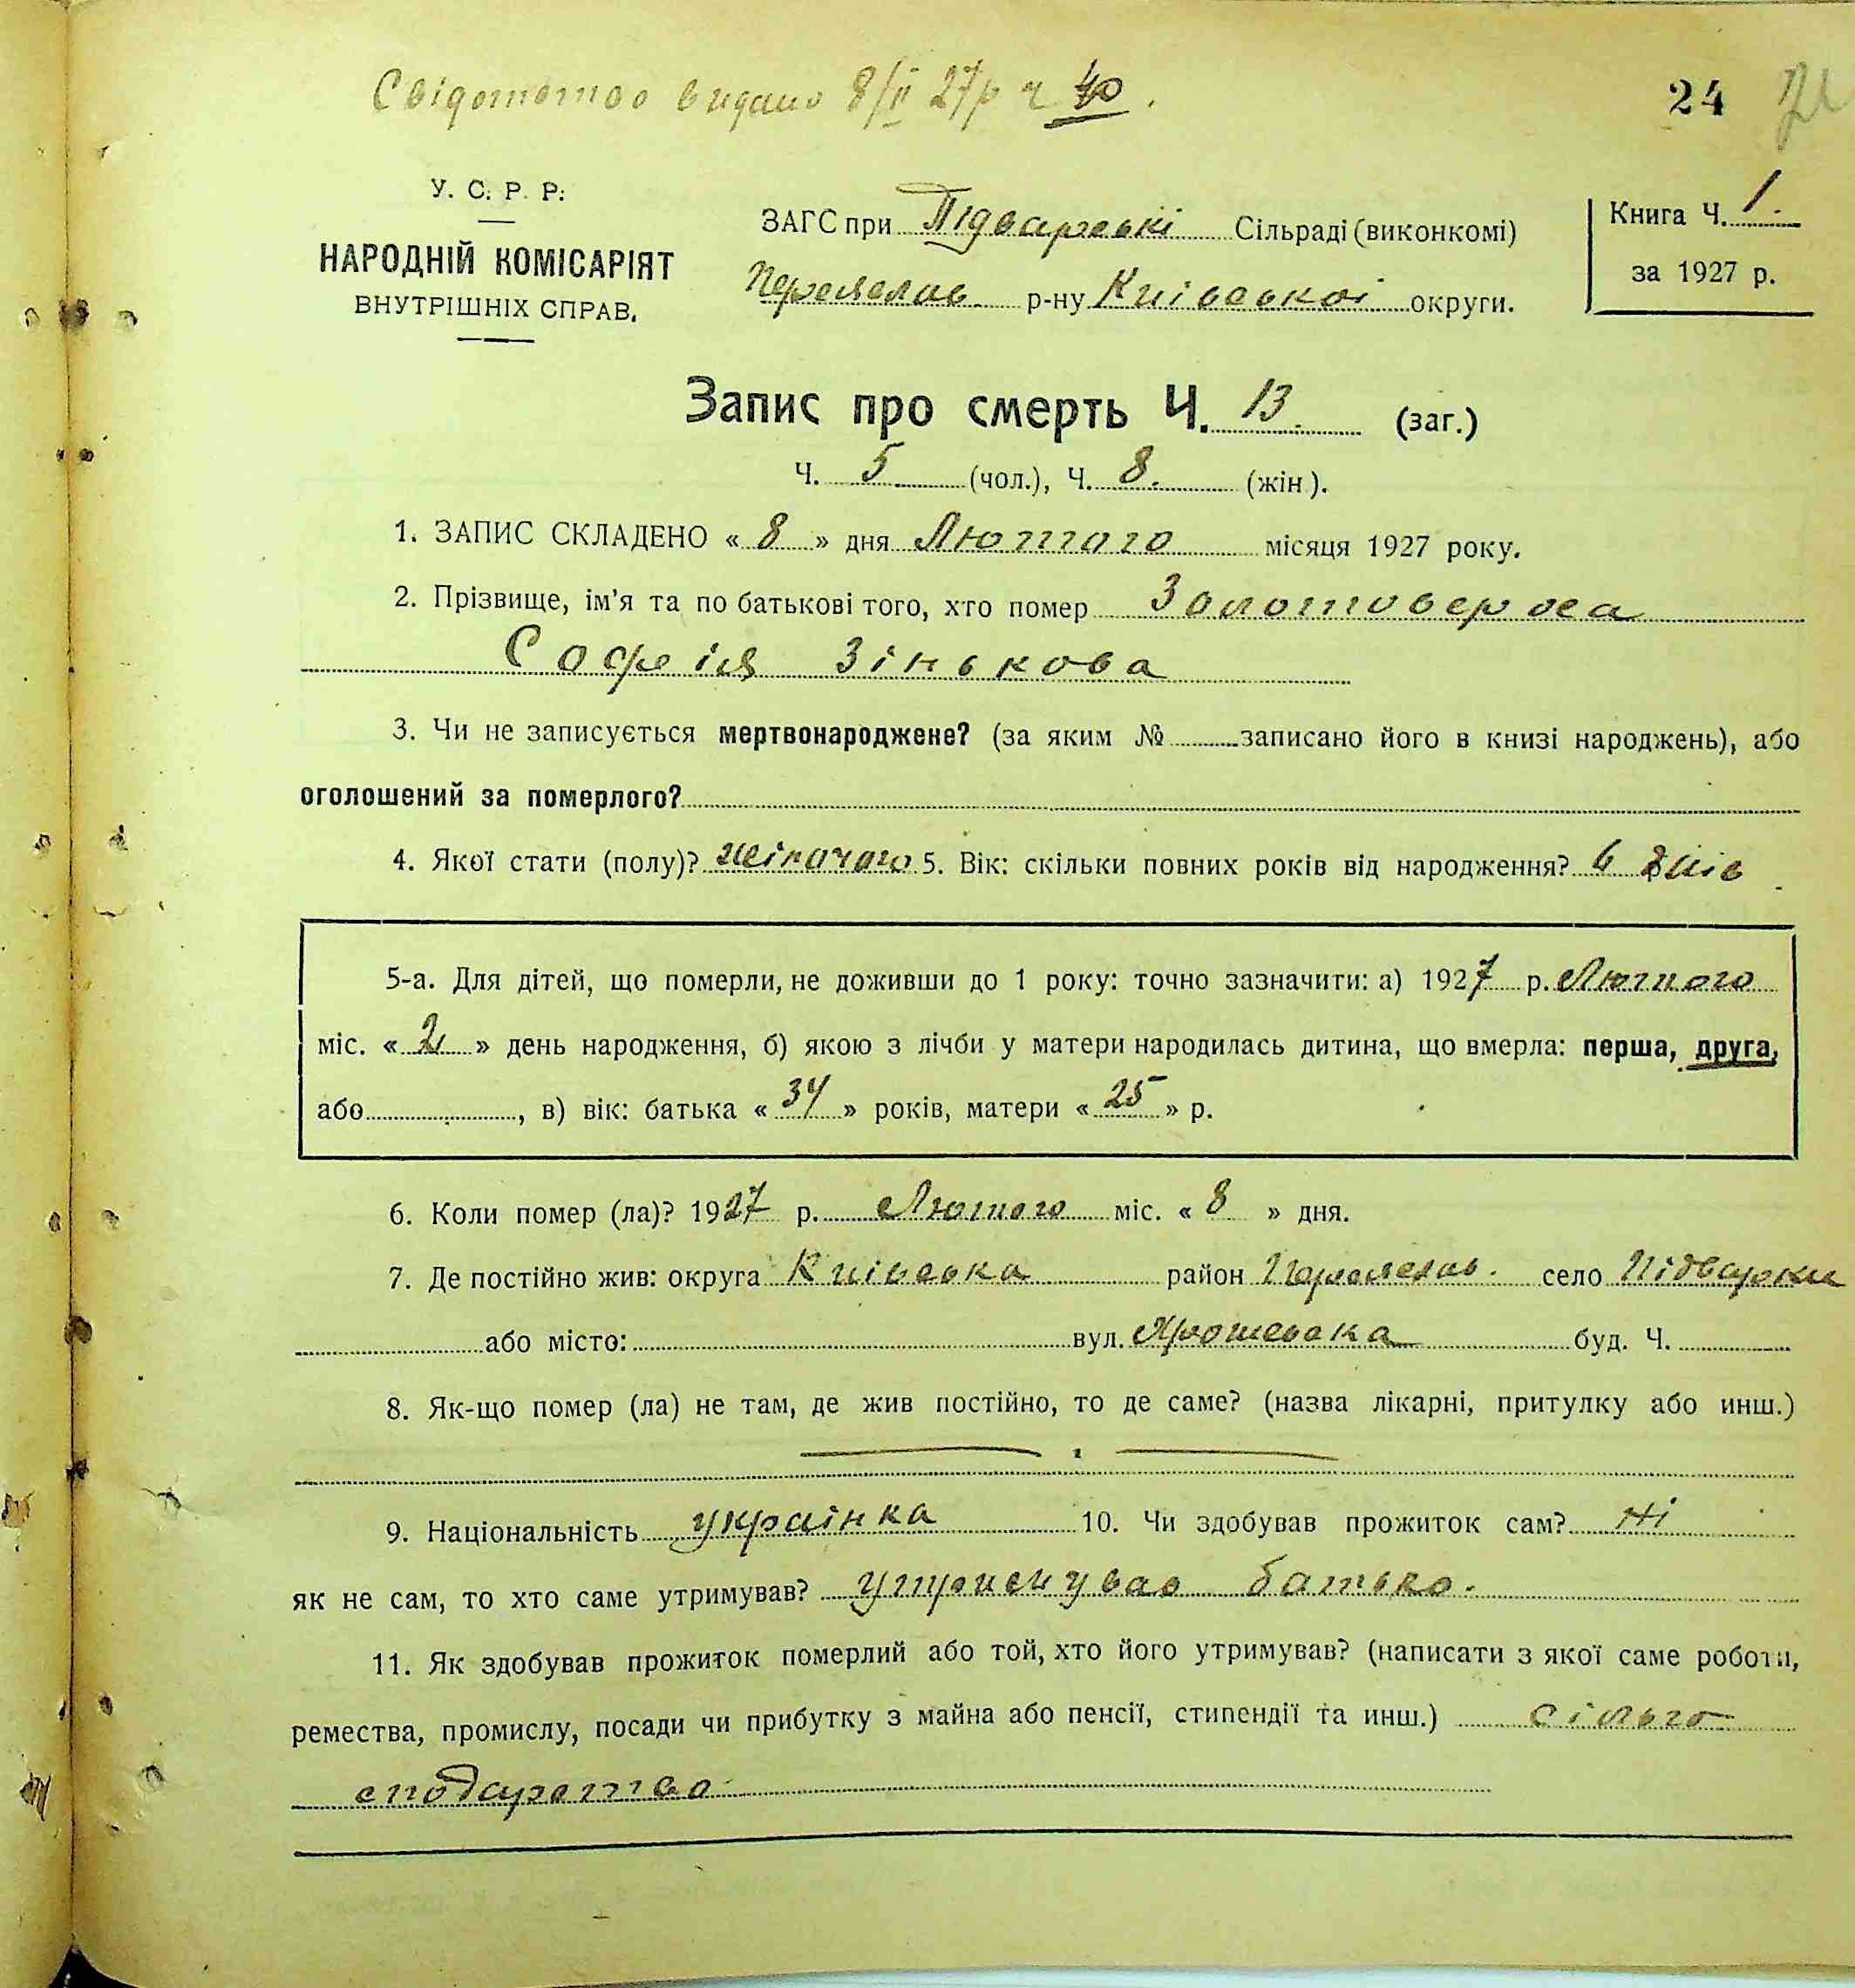 Свідотство видано 8/II 27р ч 40.
24
У. С. Р. Р.
НАРОДНІЙ КОМІСАРІЯТ
ВНУТРІШНІХ СПРАВ.
ЗАГС при Підварській Сільраді (виконкомі)
Переяслав. р-ну Київської округи.
Книга Ч. 1.
за 1927 р.
Запис про смерть Ч. 13. (заг.)
Ч. 5 (чол.), Ч. 8. (жін).
1. ЗАПИС СКЛАДЕНО « 8 » дня Лютого місяця 1927 року.
2. Прізвище, ім'я та по батькові того, хто помер Золотоверха
Софія Зінькова
3. Чи не записується мертвонароджене? (за яким № записано його в книзі народжень), або
оголошений за померлого?
4. Якої стати (полу)? жіночого 5. Вік: скільки повних років від народження? 6 днів
5-а. Для дітей, що померли, не доживши до 1 року: точно зазначити: а) 1927 р. Лютого
міс. « 2 » день народження, б) якою з лічби у матери народилась дитина, що вмерла: перша, друга,
або , в) вік: батька « 34 » років, матери « 25 » р.
6. Коли помер (ла)? 1927 р. Лютого міс. « 8 » дня.
7. Де постійно жив: округа Київська район Переяслав. село Підварки
або місто: вул. Ярошевська буд. Ч.
8. Як-що помер (ла) не там, де жив постійно, то де саме? (назва лікарні, притулку або инш.)
9. Національність українка 10. Чи здобував прожиток сам? Ні
як не сам, то хто саме утримував? утримував батько.
11. Як здобував прожиток померлий або той, хто його утримував? (написати з якої саме роботи,
ремества, промислу, посади чи прибутку з майна або пенсії, стипендії та инш.) сільго
сподарство